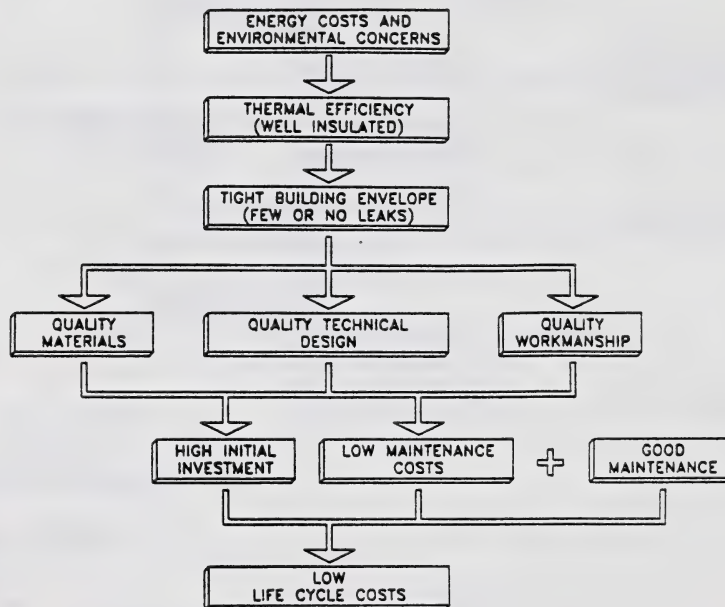 ENERGY COSTS AND
ENVIRONMENTAL CONCERNS
THERMAL EFFICIENCY
(WELL INSULATED)
TIGHT BUILDING ENVELOPE
(FEW OR NO LEAKS)
QUALITY
MATERIALS
QUALITY TECHNICAL
DESIGN
QUALITY
WORKMANSHIP
HIGH INITIAL
INVESTMENT
LOW MAINTENANCE
COSTS
+
GOOD
MAINTENANCE
LOW
LIFE CYCLE COSTS